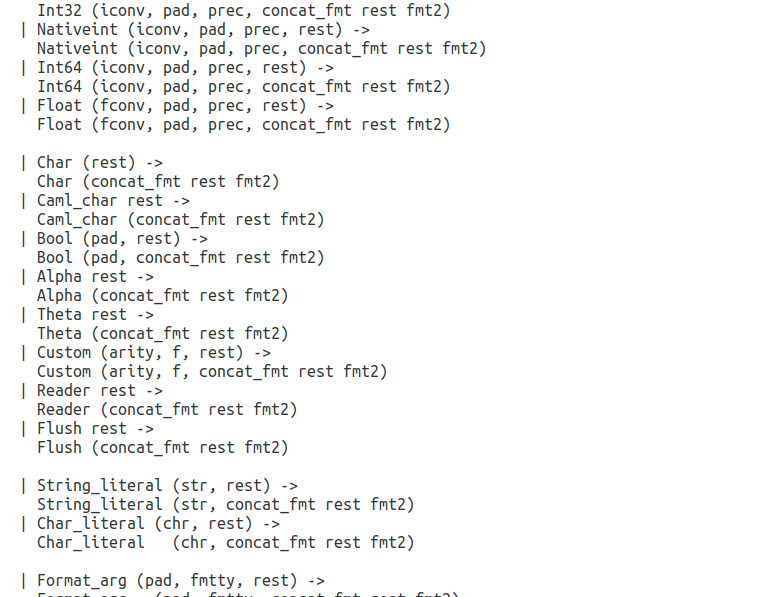 Int32 (iconv, pad, prec, concat_fmt rest fmt2)
| Nativeint (iconv, pad, prec, rest) ->
Nativeint (iconv, pad, prec, concat_fmt rest fmt2)
| Int64 (iconv, pad, prec, rest) ->
Int64 (iconv, pad, prec, concat_fmt rest fmt2)
| Float (fconv, pad, prec, rest) ->
Float (fconv, pad, prec, concat_fmt rest fmt2)
| Char (rest) ->
Char (concat_fmt rest fmt2)
| Caml_char rest ->
Caml_char (concat_fmt rest fmt2)
| Bool (pad, rest) ->
Bool (pad, concat_fmt rest fmt2)
| Alpha rest ->
Alpha (concat_fmt rest fmt2)
| Theta rest ->
Theta (concat_fmt rest fmt2)
| Custom (arity, f, rest) ->
Custom (arity, f, concat_fmt rest fmt2)
| Reader rest ->
Reader (concat_fmt rest fmt2)
| Flush rest ->
Flush (concat_fmt rest fmt2)
| String_literal (str, rest) ->
String_literal (str, concat_fmt rest fmt2)
| Char_literal (chr, rest) ->
Char_literal   (chr, concat_fmt rest fmt2)
| Format_arg (pad, fmtty, rest) ->